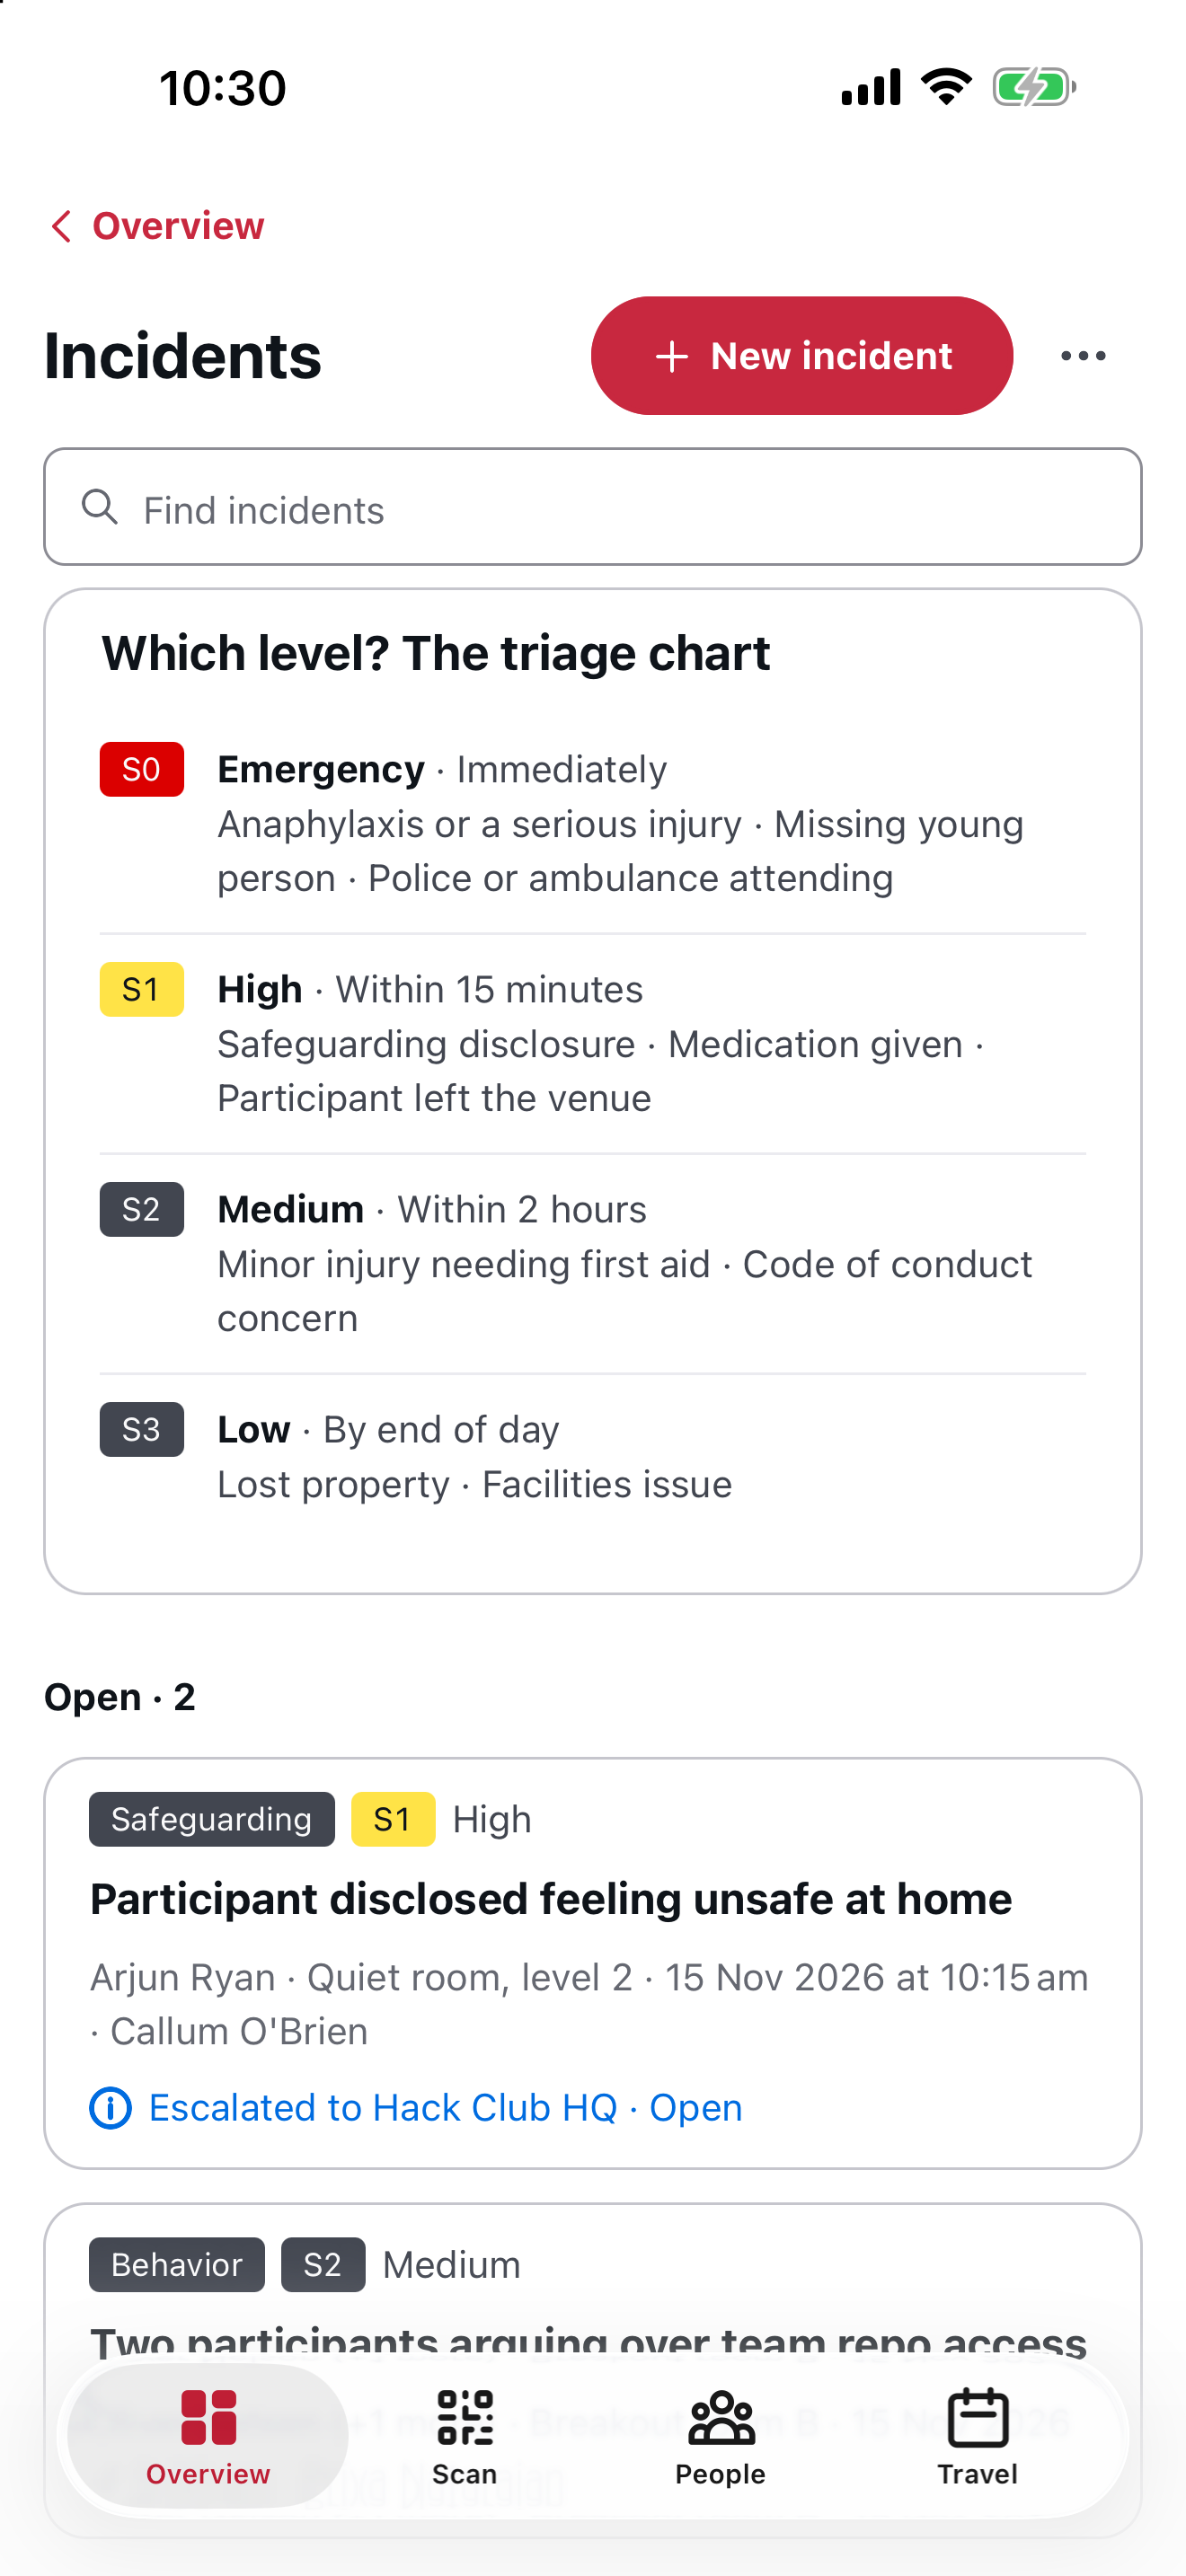 10:30
Overview
Incidents
+ New incident
Find incidents
Which level? The triage chart
S0 Emergency · Immediately
Anaphylaxis or a serious injury · Missing young
person · Police or ambulance attending
S1 High · Within 15 minutes
Safeguarding disclosure · Medication given ·
Participant left the venue
S2 Medium · Within 2 hours
Minor injury needing first aid · Code of conduct
concern
S3 Low · By end of day
Lost property · Facilities issue
Open · 2
Safeguarding S1 High
Participant disclosed feeling unsafe at home
Arjun Ryan · Quiet room, level 2 · 15 Nov 2026 at 10:15 am
· Callum O'Brien
Escalated to Hack Club HQ · Open
Behavior S2 Medium
Two participants arguing over team repo access
Overview Scan People Travel